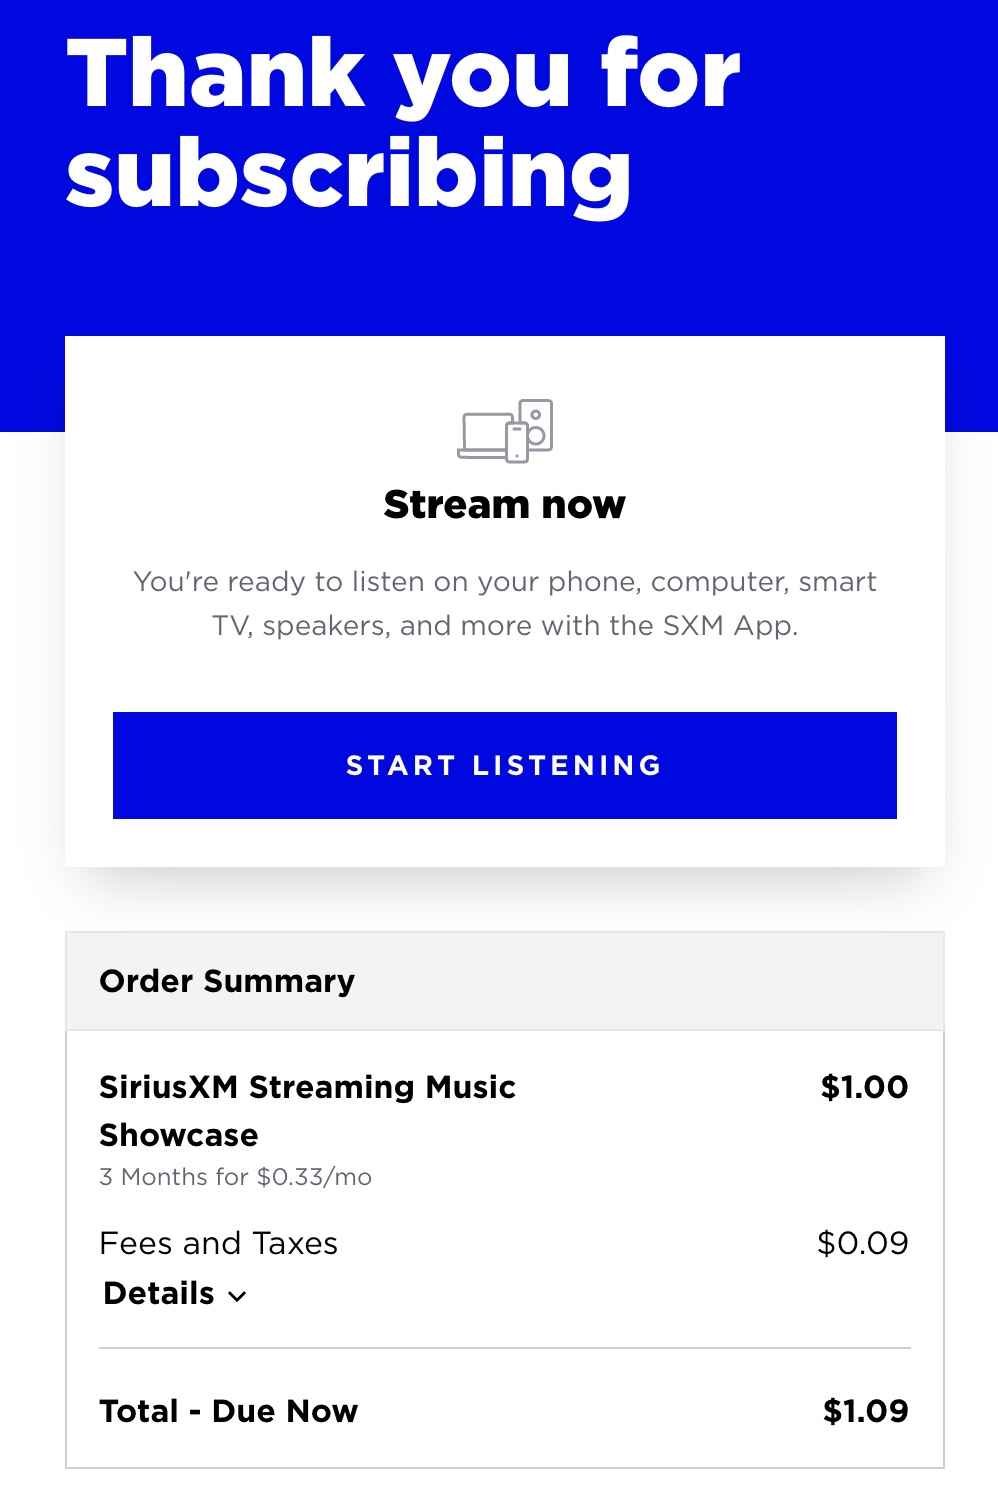 Thank you for
subscribing
Stream now
You're ready to listen on your phone, computer, smart
TV, speakers, and more with the SXM App.
START LISTENING
Order Summary
SiriusXM Streaming Music $1.00
Showcase
3 Months for $0.33/mo
Fees and Taxes $0.09
Details
Total - Due Now $1.09